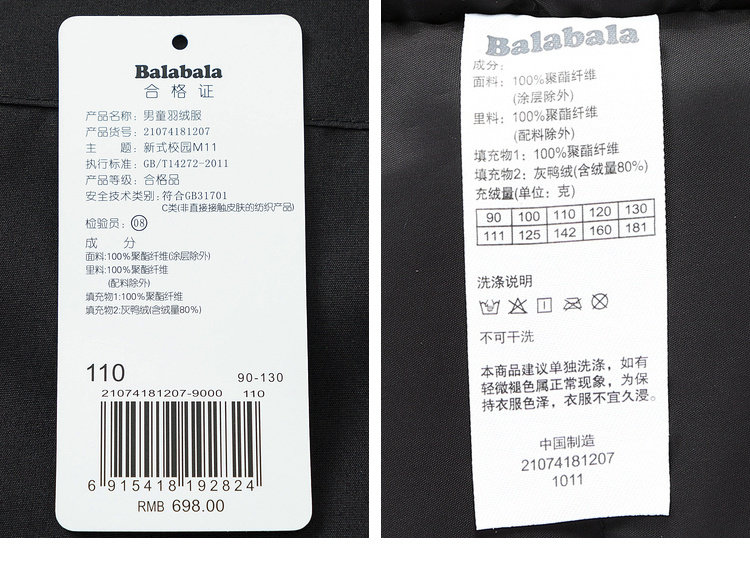 Balabala
合格证
产品名称: 男童羽绒服
产品货号: 21074181207
主　　题: 新式校园M11
执行标准: GB/T14272-2011
产品等级: 合格品
安全技术类别: 符合GB31701
C类(非直接接触皮肤的纺织产品)
检验员: 08
成　分
面料:100%聚酯纤维(涂层除外)
里料:100%聚酯纤维
(配料除外)
填充物1:100%聚酯纤维
填充物2:灰鸭绒(含绒量80%)
110 90-130
21074181207-9000 110
6 915418 192824
RMB 698.00
Balabala
成分:
面料: 100%聚酯纤维
(涂层除外)
里料: 100%聚酯纤维
(配料除外)
填充物1: 100%聚酯纤维
填充物2: 灰鸭绒(含绒量80%)
充绒量(单位: 克)
90 100 110 120 130
111 125 142 160 181
洗涤说明
不可干洗
本商品建议单独洗涤，如有
轻微褪色属正常现象，为保
持衣服色泽，衣服不宜久浸。
中国制造
21074181207
1011